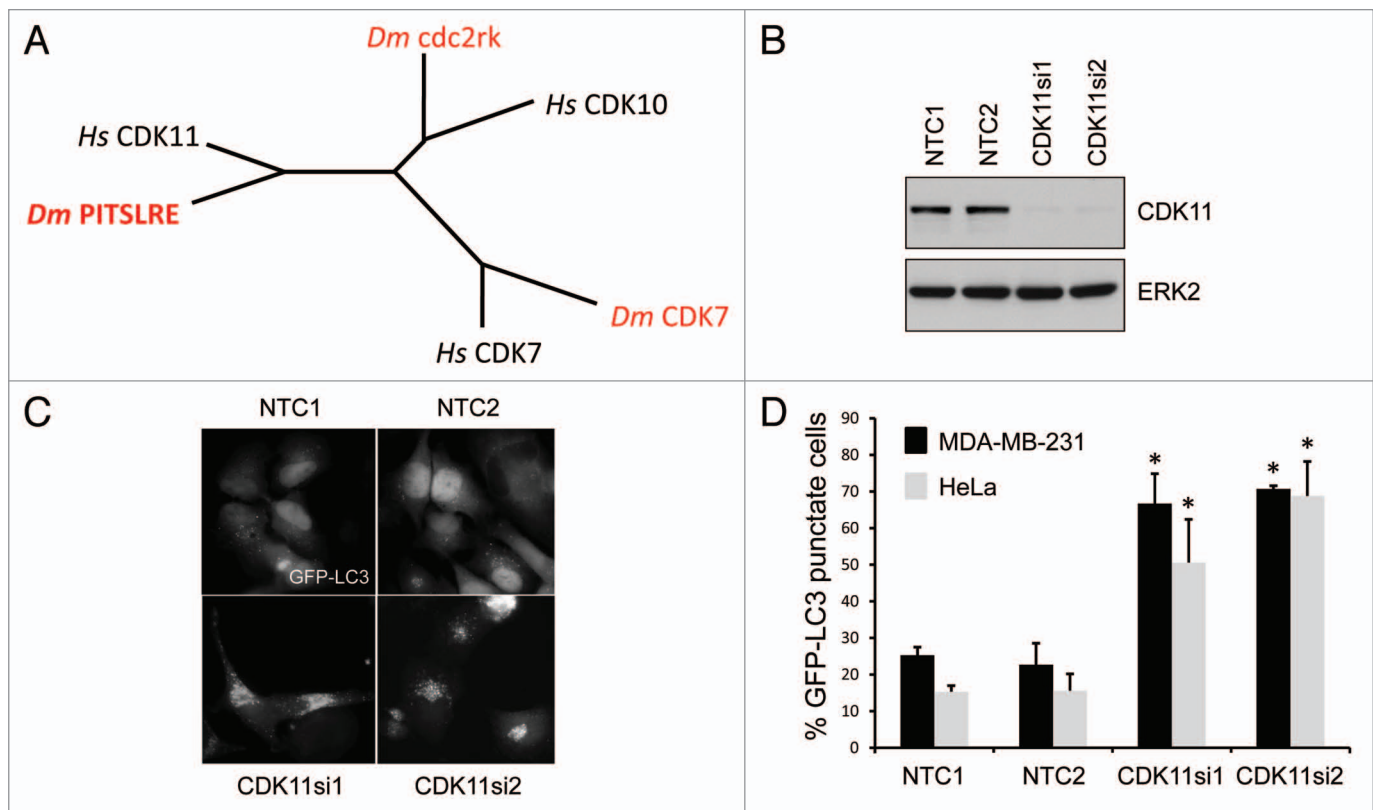 A
Dm cdc2rk
Hs CDK10
Hs CDK11
Dm PITSLRE
Dm CDK7
Hs CDK7
B
NTC1
NTC2
CDK11si1
CDK11si2
CDK11
ERK2
C
NTC1 NTC2
GFP-LC3
CDK11si1 CDK11si2
D
% GFP-LC3 punctate cells
90
80
70
60
50
40
30
20
10
0
MDA-MB-231
HeLa
* * * *
NTC1 NTC2 CDK11si1 CDK11si2